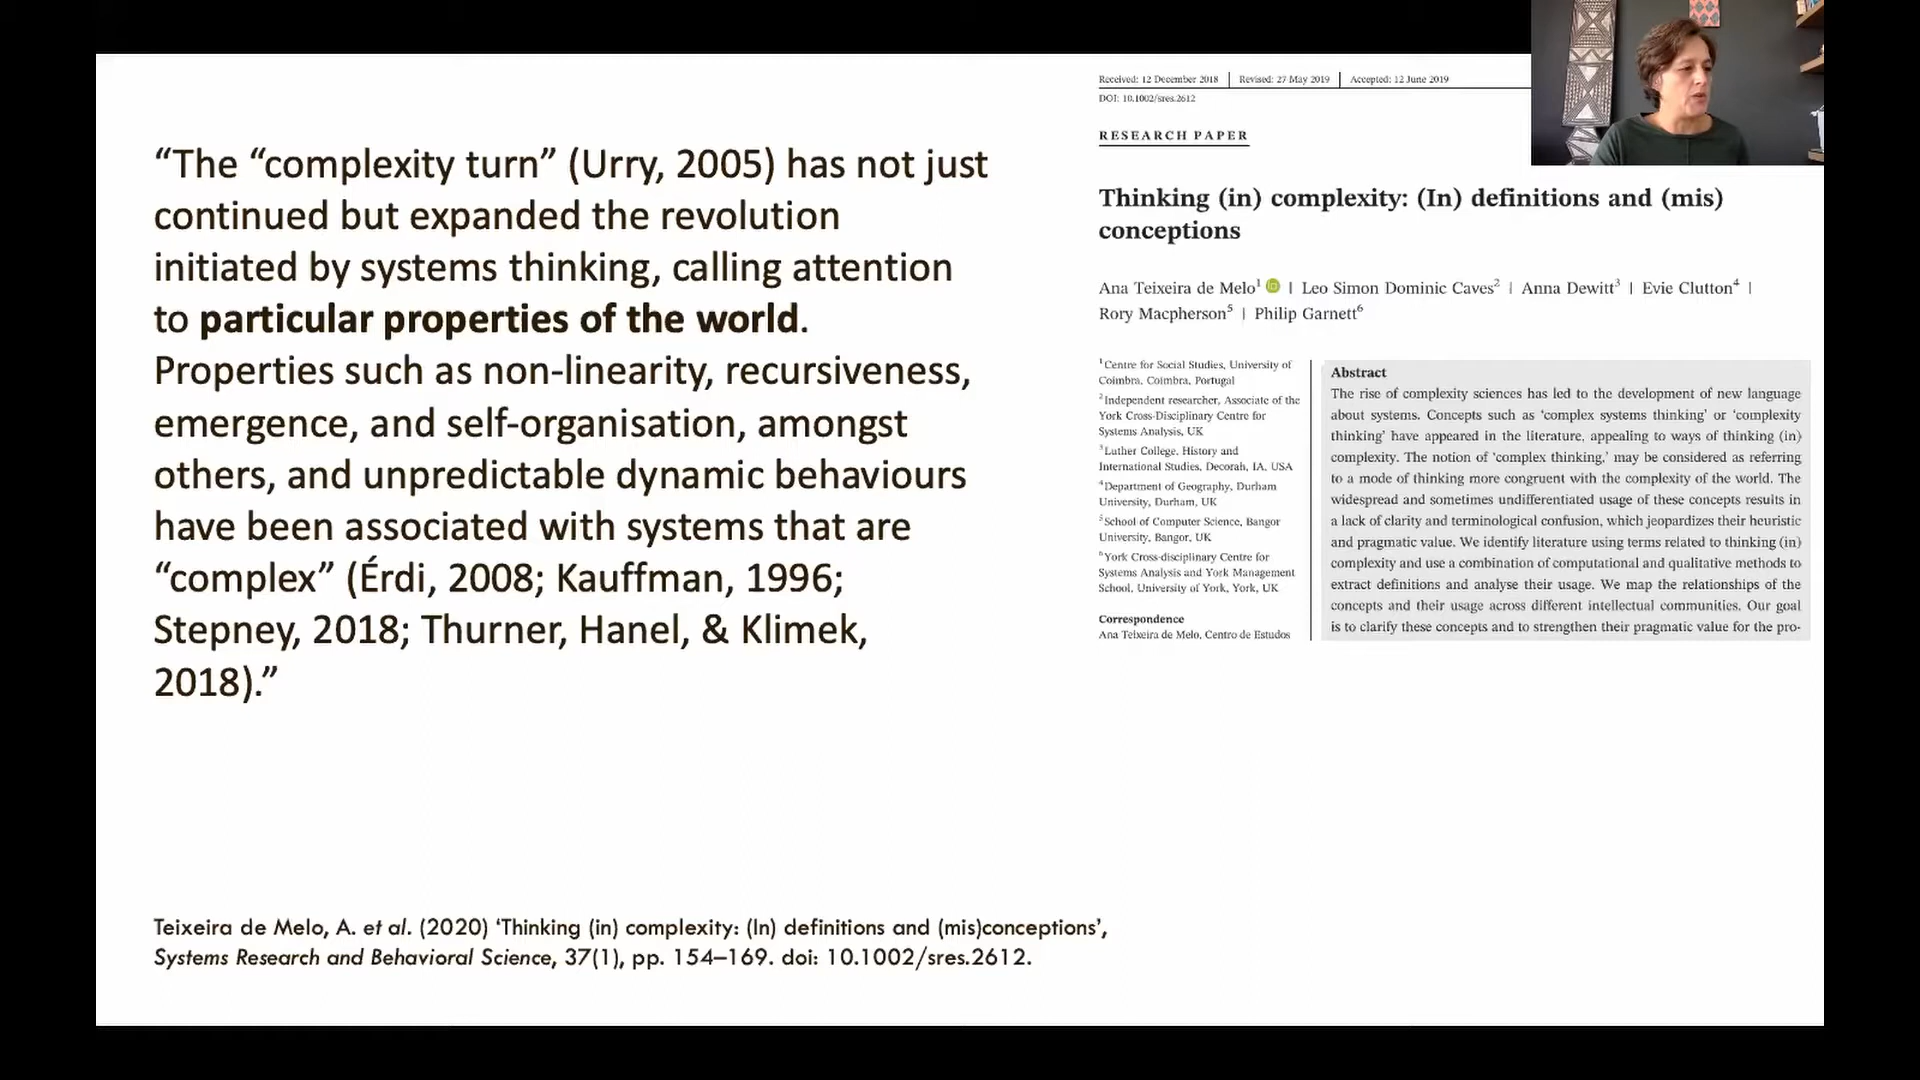 “The “complexity turn” (Urry, 2005) has not just
continued but expanded the revolution
initiated by systems thinking, calling attention
to particular properties of the world.
Properties such as non-linearity, recursiveness,
emergence, and self-organisation, amongst
others, and unpredictable dynamic behaviours
have been associated with systems that are
“complex” (Érdi, 2008; Kauffman, 1996;
Stepney, 2018; Thurner, Hanel, & Klimek,
2018).”
Teixeira de Melo, A. et al. (2020) ‘Thinking (in) complexity: (In) definitions and (mis)conceptions’,
Systems Research and Behavioral Science, 37(1), pp. 154–169. doi: 10.1002/sres.2612.
Received: 12 December 2018 | Revised: 27 May 2019 | Accepted: 12 June 2019
DOI: 10.1002/sres.2612
RESEARCH PAPER
Thinking (in) complexity: (In) definitions and (mis)
conceptions
Ana Teixeira de Melo1 iD | Leo Simon Dominic Caves2 | Anna Dewitt3 | Evie Clutton4 |
Rory Macpherson5 | Philip Garnett6
1Centre for Social Studies, University of
Coimbra, Coimbra, Portugal
2Independent researcher, Associate of the
York Cross-Disciplinary Centre for
Systems Analysis, UK
3Luther College, History and
International Studies, Decorah, IA, USA
4Department of Geography, Durham
University, Durham, UK
5School of Computer Science, Bangor
University, Bangor, UK
6York Cross-disciplinary Centre for
Systems Analysis and York Management
School, University of York, York, UK
Correspondence
Ana Teixeira de Melo, Centro de Estudos
Abstract
The rise of complexity sciences has led to the development of new language
about systems. Concepts such as ‘complex systems thinking’ or ‘complexity
thinking’ have appeared in the literature, appealing to ways of thinking (in)
complexity. The notion of ‘complex thinking,’ may be considered as referring
to a mode of thinking more congruent with the complexity of the world. The
widespread and sometimes undifferentiated usage of these concepts results in
a lack of clarity and terminological confusion, which jeopardizes their heuristic
and pragmatic value. We identify literature using terms related to thinking (in)
complexity and use a combination of computational and qualitative methods to
extract definitions and analyse their usage. We map the relationships of the
concepts and their usage across different intellectual communities. Our goal
is to clarify these concepts and to strengthen their pragmatic value for the pro-